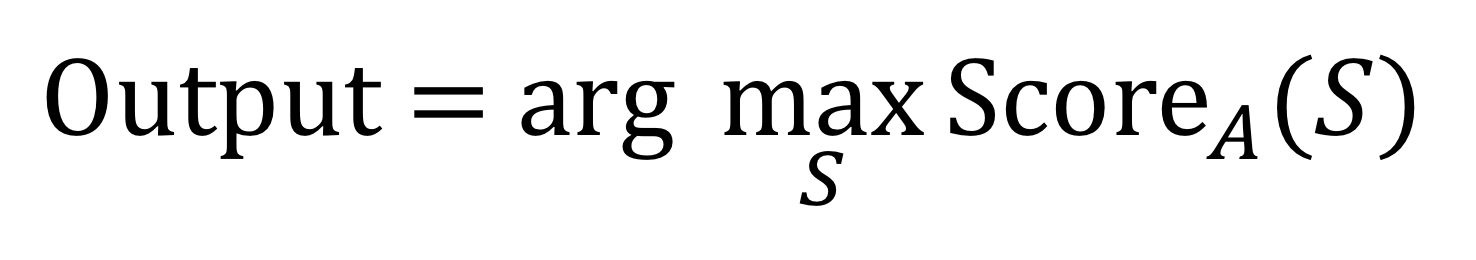 Output = arg max_S Score_A(S)